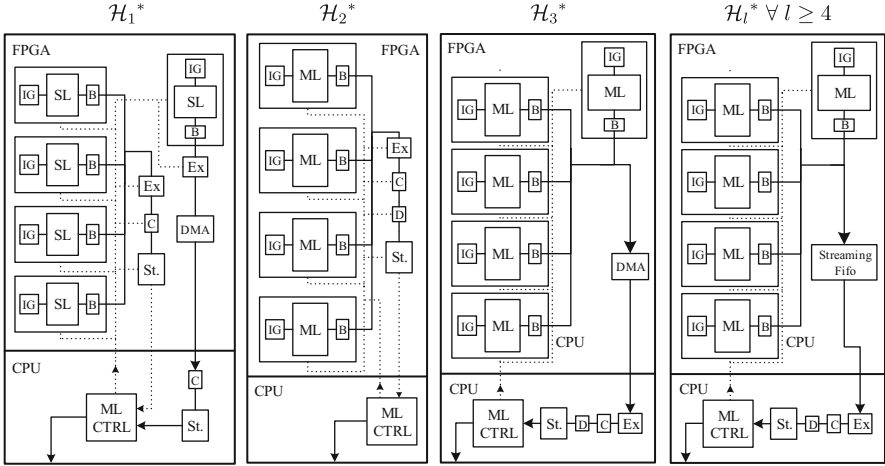 ℋ₁*
ℋ₂*
ℋ₃*
ℋ_l* ∀ l ≥ 4
FPGA
IG
SL
B
IG
SL
B
Ex
IG
SL
B
Ex
C
DMA
IG
SL
B
St.
IG
SL
B
CPU
C
ML
CTRL
St.
FPGA
IG
ML
B
IG
ML
B
Ex
C
IG
ML
B
D
St.
IG
ML
B
CPU
ML
CTRL
FPGA
IG
ML
B
IG
ML
B
IG
ML
B
IG
ML
B
DMA
IG
ML
B
CPU
CPU
ML
CTRL
St.
D
C
Ex
FPGA
IG
ML
B
IG
ML
B
IG
ML
B
IG
ML
B
Streaming
Fifo
IG
ML
B
CPU
CPU
ML
CTRL
St.
D
C
Ex